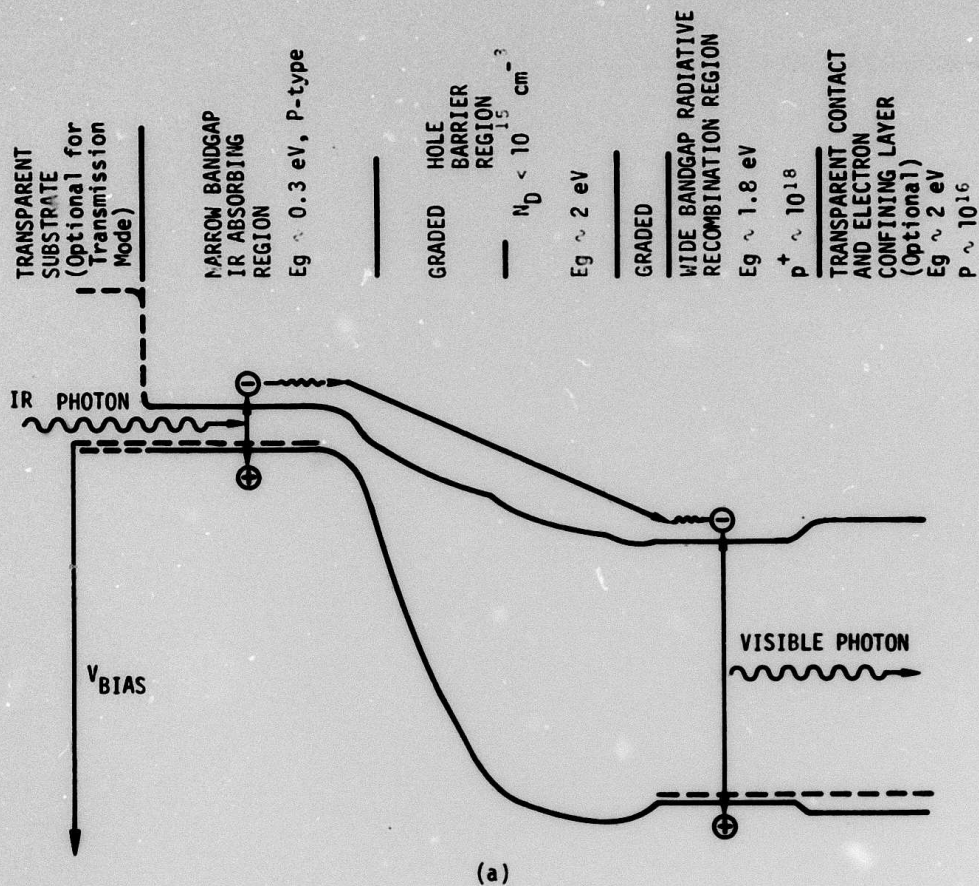 TRANSPARENT
SUBSTRATE
(Optional for
Transmission
Mode)
NARROW BANDGAP
IR ABSORBING
REGION
Eg ~ 0.3 eV, P-type
GRADED
HOLE
BARRIER
REGION
N_D < 10^15 cm^-3
Eg ~ 2 eV
GRADED
WIDE BANDGAP RADIATIVE
RECOMBINATION REGION
Eg ~ 1.8 eV
p^+ ~ 10^18
TRANSPARENT CONTACT
AND ELECTRON
CONFINING LAYER
(Optional)
Eg ~ 2 eV
P ~ 10^16
IR PHOTON
−
+
V_BIAS
−
VISIBLE PHOTON
+
(a)